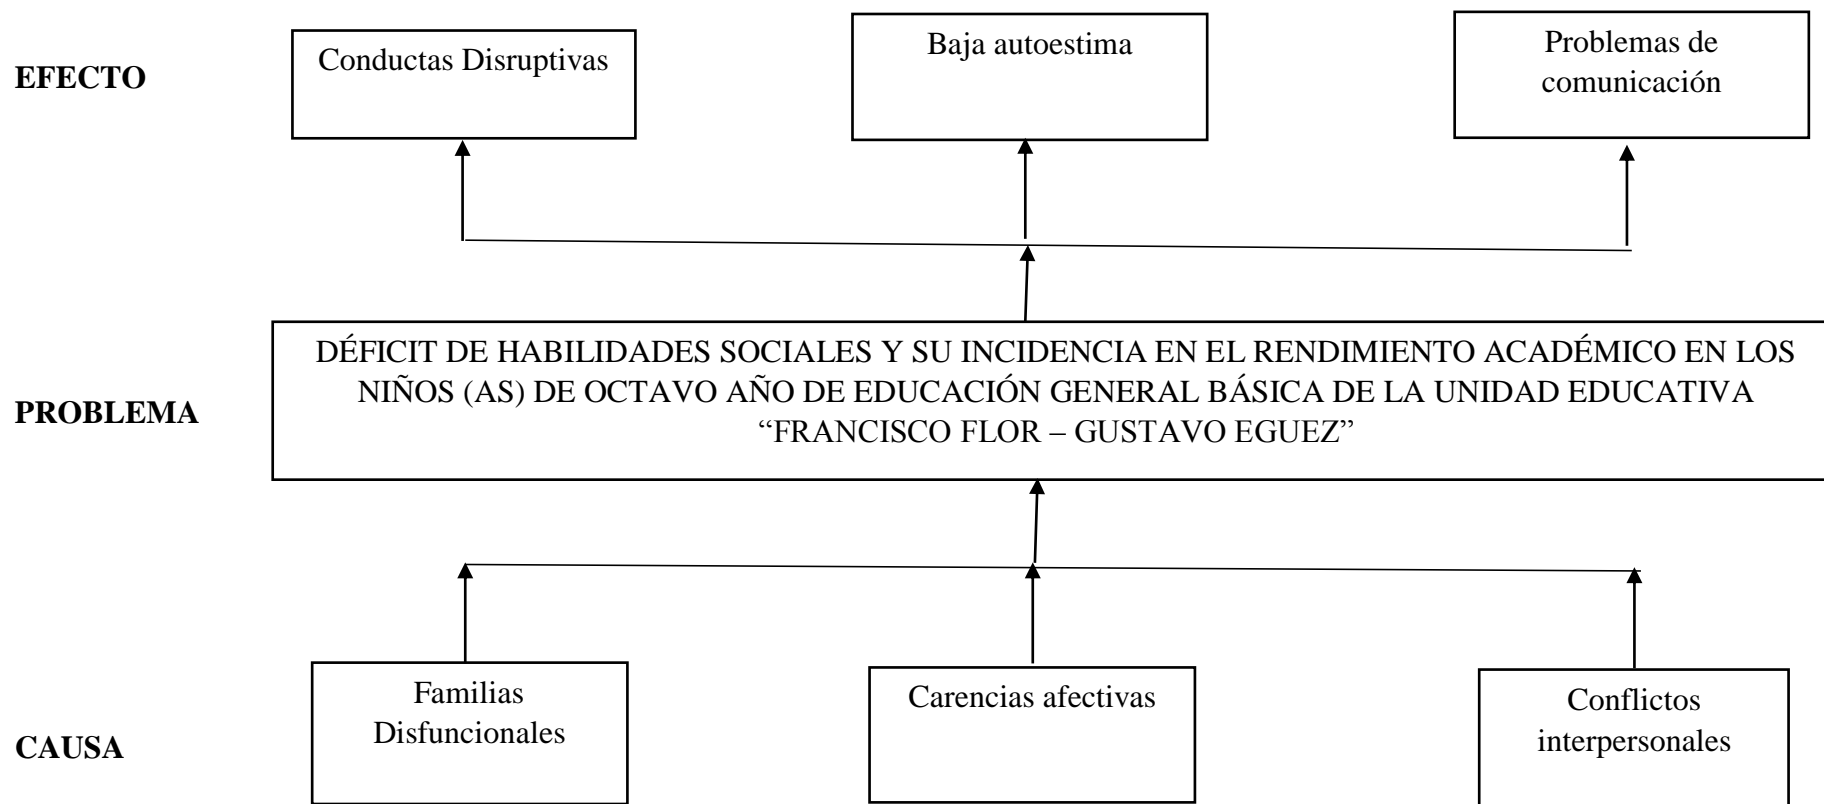 EFECTO
Conductas Disruptivas
Baja autoestima
Problemas de
comunicación
PROBLEMA
DÉFICIT DE HABILIDADES SOCIALES Y SU INCIDENCIA EN EL RENDIMIENTO ACADÉMICO EN LOS
NIÑOS (AS) DE OCTAVO AÑO DE EDUCACIÓN GENERAL BÁSICA DE LA UNIDAD EDUCATIVA
“FRANCISCO FLOR – GUSTAVO EGUEZ”
CAUSA
Familias
Disfuncionales
Carencias afectivas
Conflictos
interpersonales